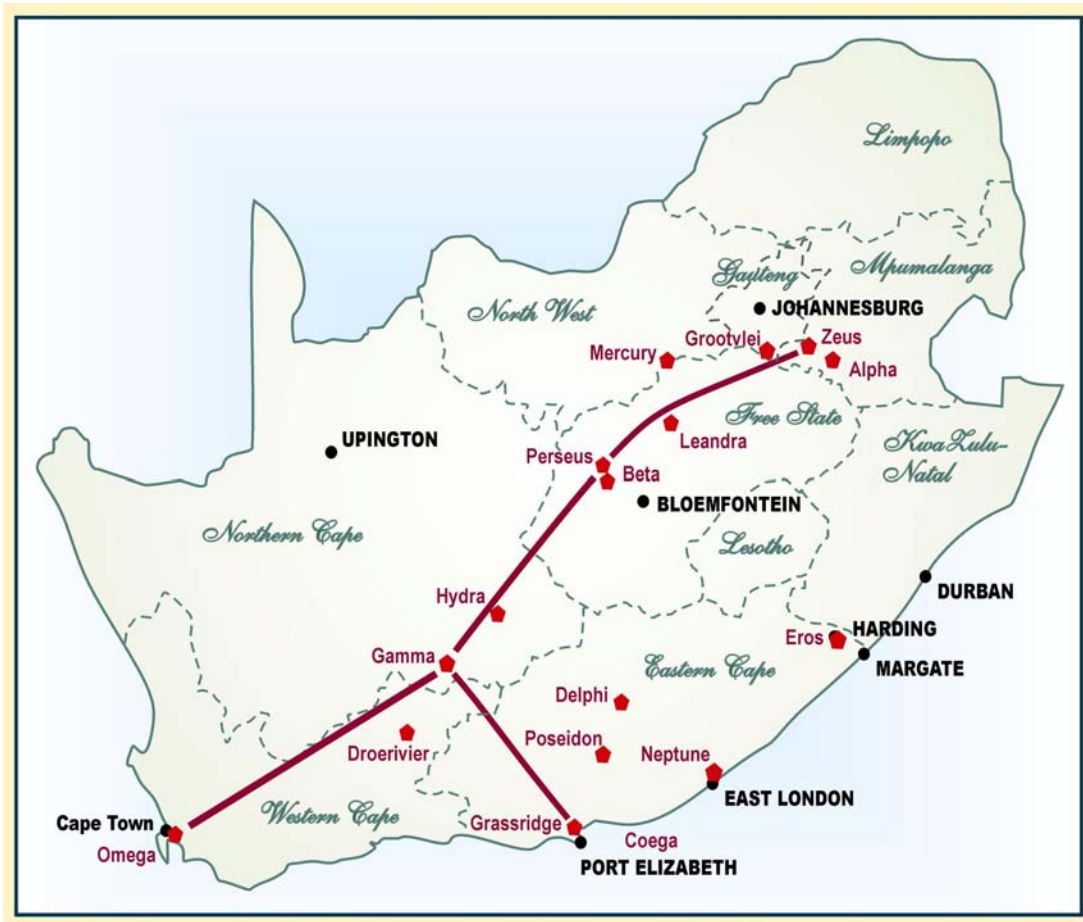 Limpopo
Gauteng
Mpumalanga
North West
JOHANNESBURG
Grootvlei
Zeus
Mercury
Alpha
Free State
Leandra
UPINGTON
Kwa Zulu-
Natal
Perseus
Beta
BLOEMFONTEIN
Northern Cape
Lesotho
DURBAN
Hydra
HARDING
Eros
Gamma
MARGATE
Eastern Cape
Delphi
Droerivier
Poseidon
Neptune
EAST LONDON
Western Cape
Cape Town
Grassridge
Coega
Omega
PORT ELIZABETH